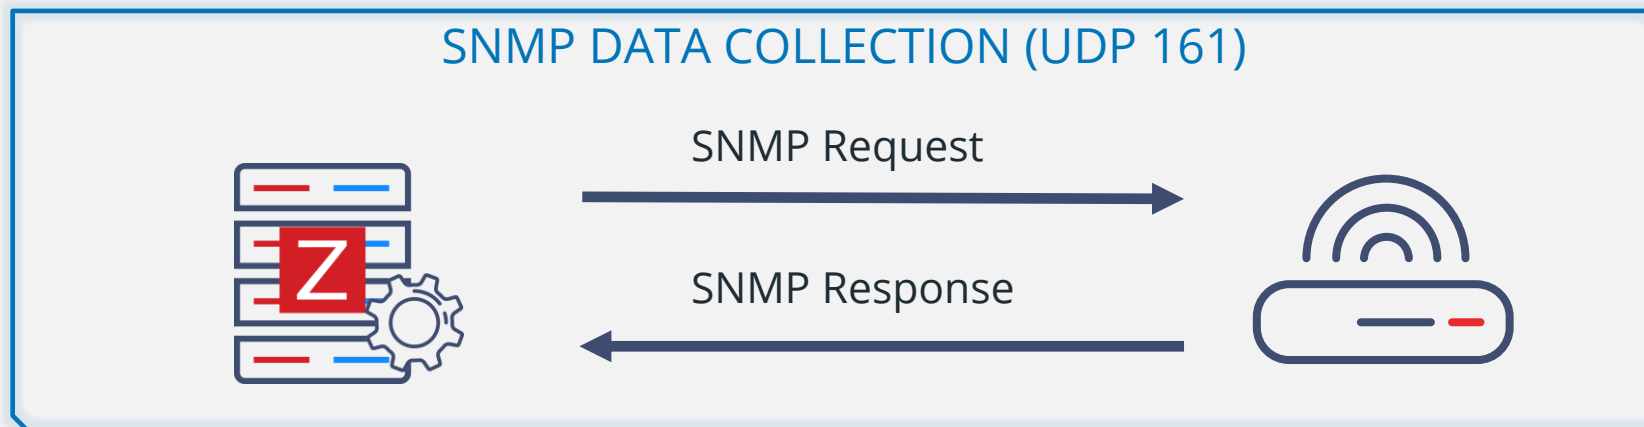 SNMP DATA COLLECTION (UDP 161)
SNMP Request
Z
SNMP Response